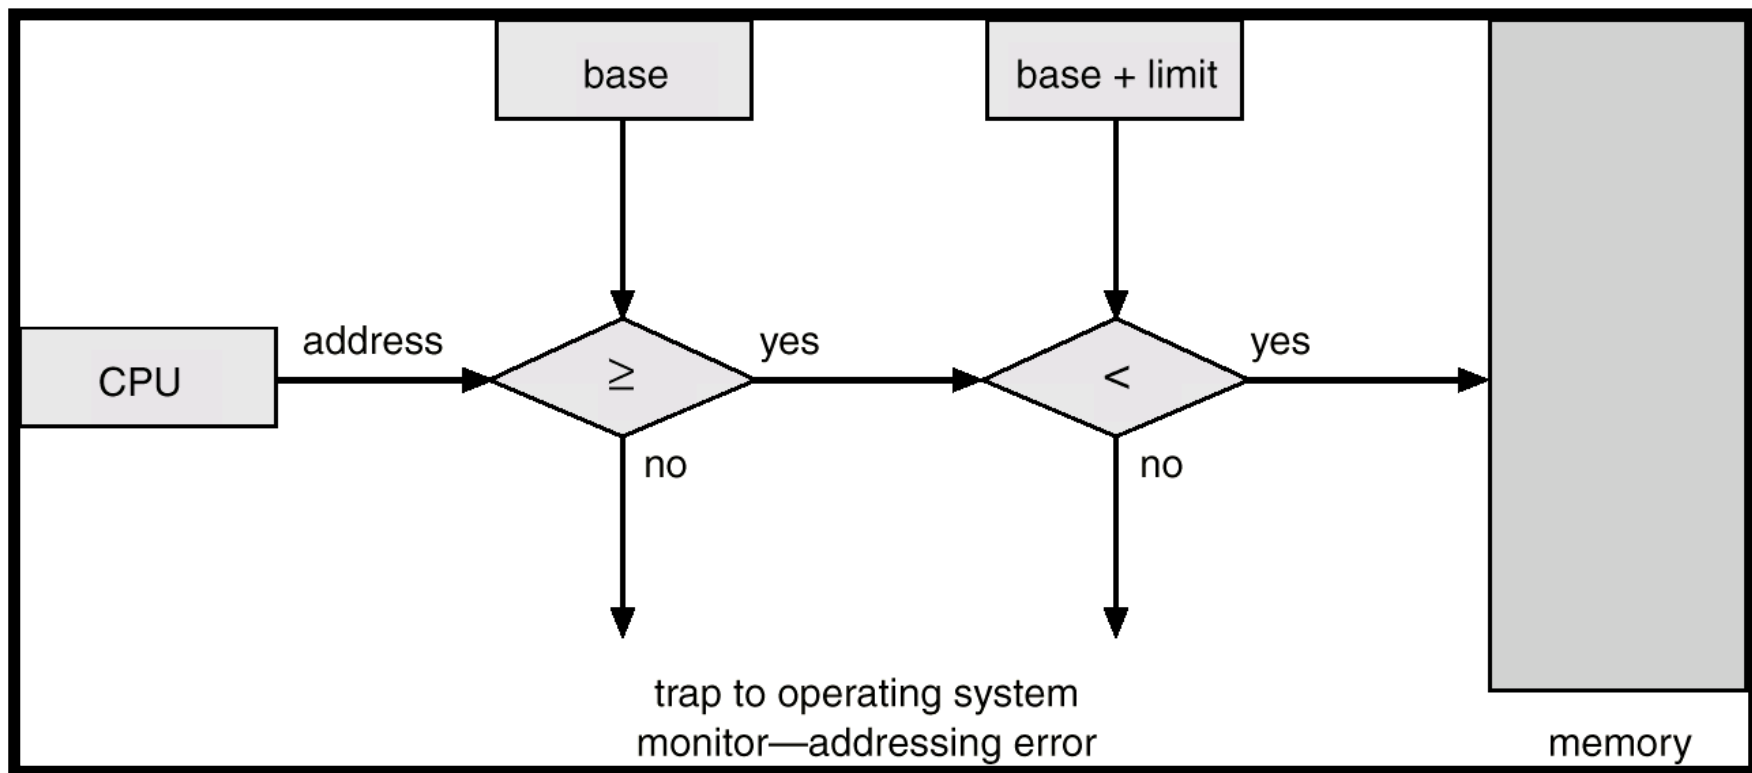 base
base + limit
address
yes
yes
CPU
≥
<
no
no
trap to operating system
monitor—addressing error
memory